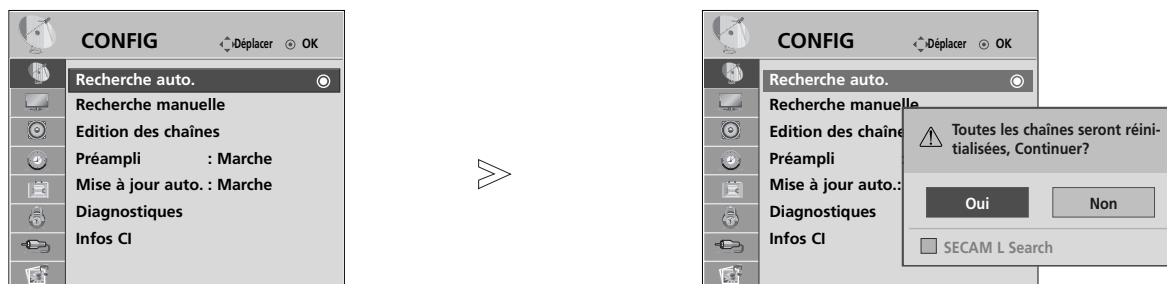 CONFIG Déplacer OK
Recherche auto.
Recherche manuelle
Edition des chaînes
Préampli : Marche
Mise à jour auto. : Marche
Diagnostiques
Infos CI
CONFIG Déplacer OK
Recherche auto.
Recherche manuelle
Edition des chaîne
Préampli
Mise à jour auto.:
Diagnostiques
Infos CI
Toutes les chaînes seront réini-
tialisées, Continuer?
Oui Non
SECAM L Search